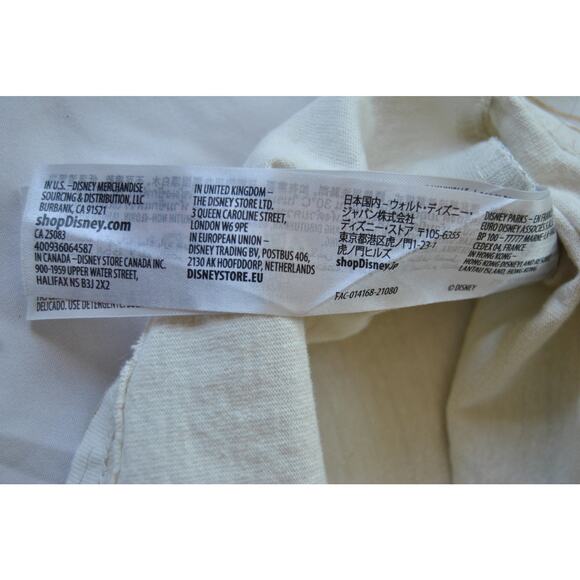 IN U.S. –DISNEY MERCHANDISE
SOURCING & DISTRIBUTION, LLC
BURBANK, CA 91521
shopDisney.com
CA 25083
400936064587
IN CANADA –DISNEY STORE CANADA INC.
900-1959 UPPER WATER STREET,
HALIFAX NS B3J 2X2
DELICADO. USE DETERGENTE
IN UNITED KINGDOM –
THE DISNEY STORE LTD.
3 QUEEN CAROLINE STREET,
LONDON W6 9PE
IN EUROPEAN UNION –
DISNEY TRADING BV, POSTBUS 406,
2130 AK HOOFDDORP, NETHERLANDS
DISNEYSTORE.EU
日本国内–ウォルト・ディズニー・
ジャパン株式会社
ディズニー・ストア 〒105-6355
東京都港区虎ノ門1-23-1
虎ノ門ヒルズ
shopDisney.jp
FAC-014168-21080
DISNEY PARKS – EN FRANCE
EURO DISNEY ASSOCIES
BP 100 – 77777 MARNE
CEDEX 04, FRANCE
IN HONG KONG –
HONG KONG DISNEYLAND
LANTAU ISLAND, HONG
© DISNEY